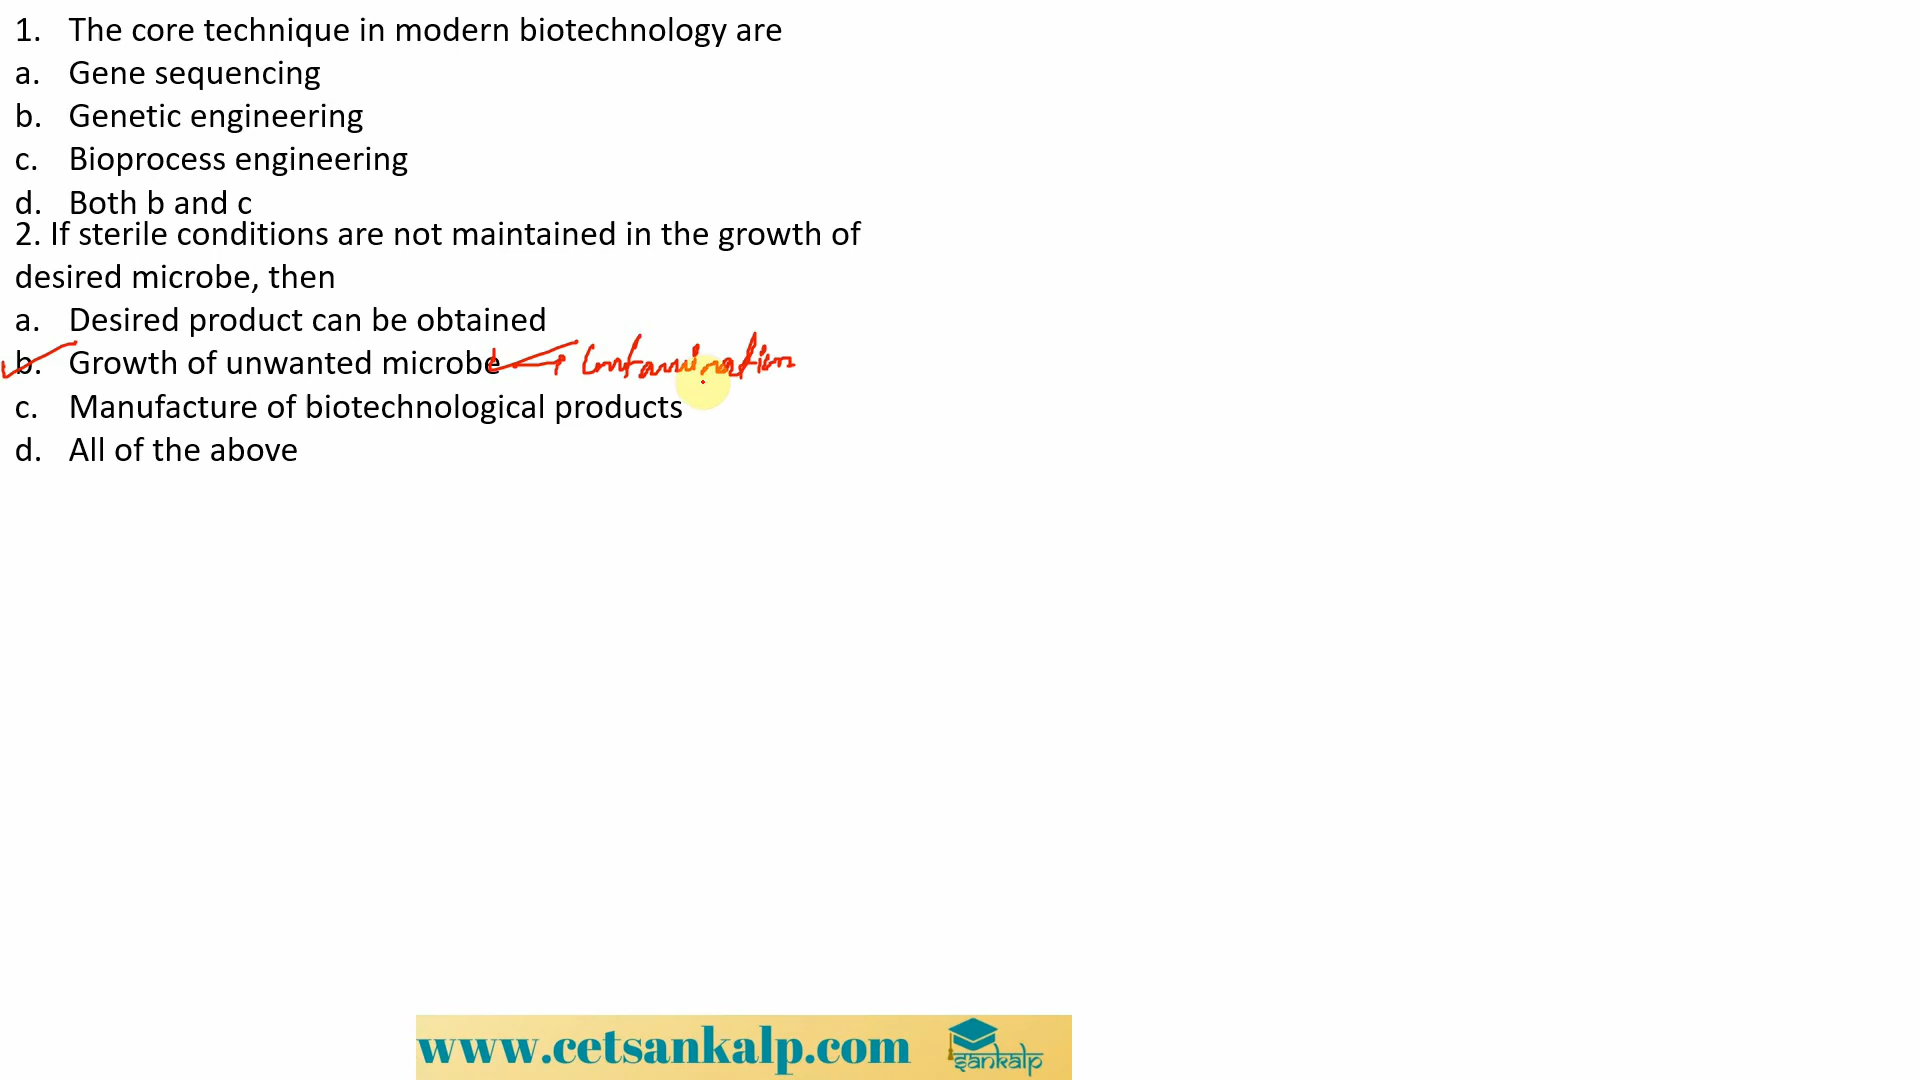 1. The core technique in modern biotechnology are
a. Gene sequencing
b. Genetic engineering
c. Bioprocess engineering
d. Both b and c
2. If sterile conditions are not maintained in the growth of
desired microbe, then
a. Desired product can be obtained
b. Growth of unwanted microbe Contamination
c. Manufacture of biotechnological products
d. All of the above
www.cetsankalp.com sankalp